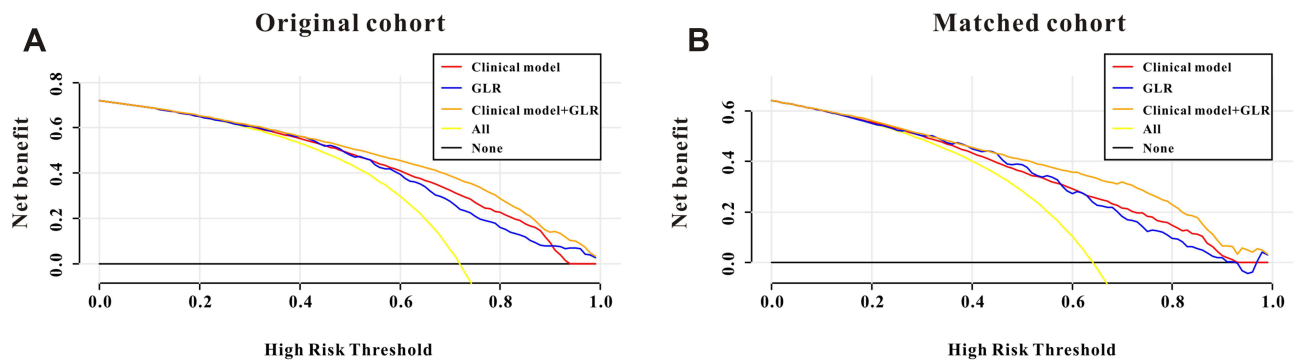 Original cohort
A
Clinical model
GLR
Clinical model+GLR
All
None
Net benefit
0.8
0.6
0.4
0.2
0.0
0.0 0.2 0.4 0.6 0.8 1.0
High Risk Threshold
Matched cohort
B
Clinical model
GLR
Clinical model+GLR
All
None
Net benefit
0.6
0.4
0.2
0.0
0.0 0.2 0.4 0.6 0.8 1.0
High Risk Threshold